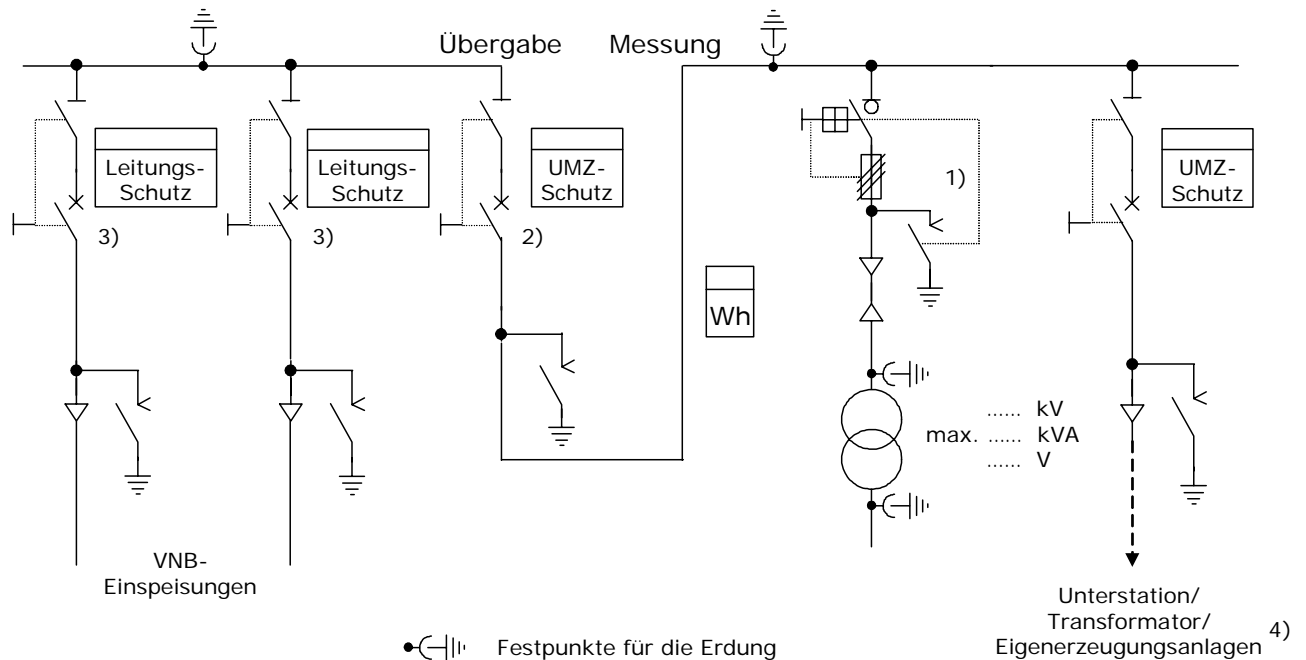 Übergabe Messung
Leitungs-
Schutz
Leitungs-
Schutz
UMZ-
Schutz
UMZ-
Schutz
1)
3)
3)
2)
Wh
...... kV
max. ...... kVA
...... V
VNB-
Einspeisungen
Unterstation/
Transformator/
Eigenerzeugungsanlagen 4)
Festpunkte für die Erdung